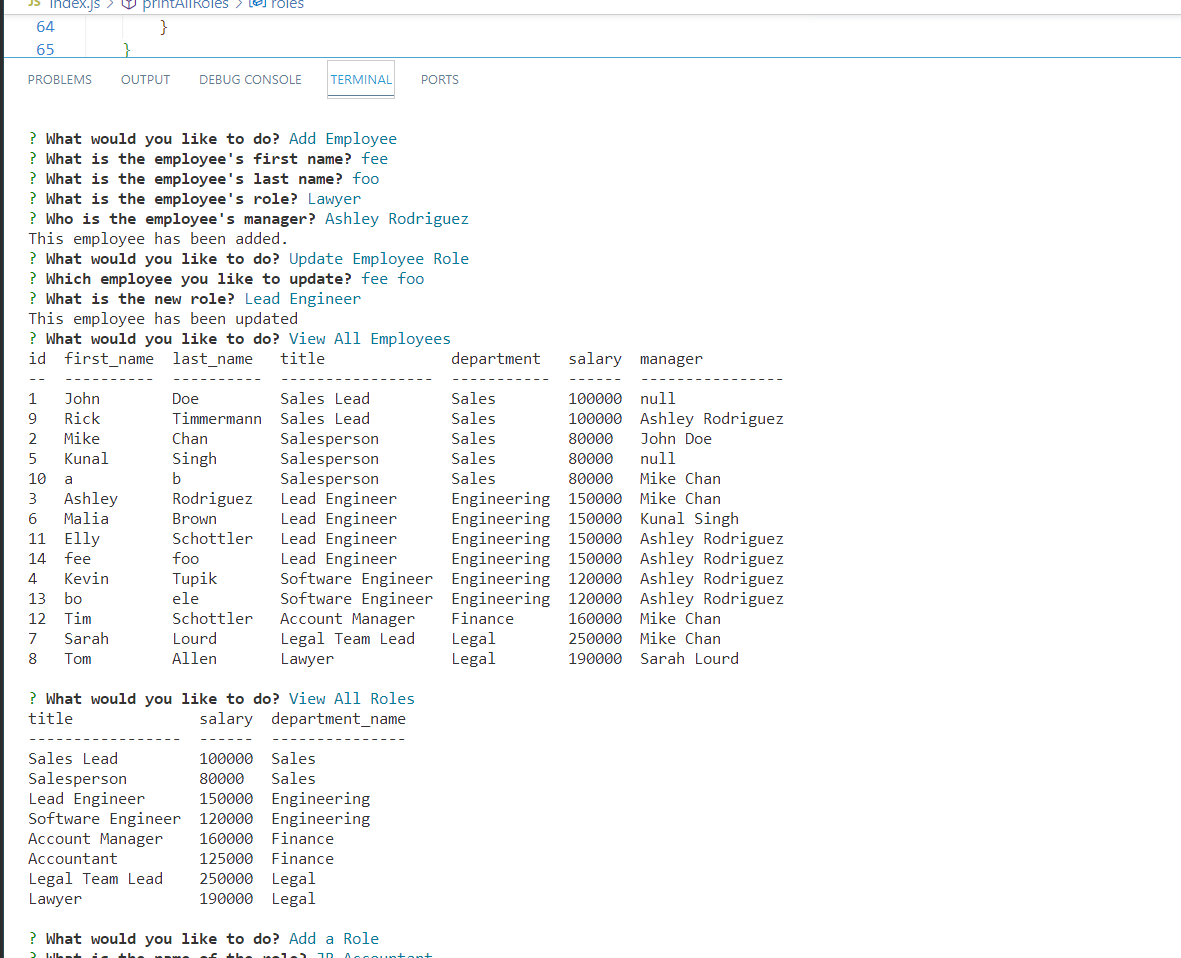 JS index.js > printAllRoles > roles
64 }
65 }
PROBLEMS OUTPUT DEBUG CONSOLE TERMINAL PORTS
? What would you like to do? Add Employee
? What is the employee's first name? fee
? What is the employee's last name? foo
? What is the employee's role? Lawyer
? Who is the employee's manager? Ashley Rodriguez
This employee has been added.
? What would you like to do? Update Employee Role
? Which employee you like to update? fee foo
? What is the new role? Lead Engineer
This employee has been updated
? What would you like to do? View All Employees
id first_name last_name title department salary manager
-- ---------- ---------- ----------------- ----------- ------ ----------------
1 John Doe Sales Lead Sales 100000 null
9 Rick Timmermann Sales Lead Sales 100000 Ashley Rodriguez
2 Mike Chan Salesperson Sales 80000 John Doe
5 Kunal Singh Salesperson Sales 80000 null
10 a b Salesperson Sales 80000 Mike Chan
3 Ashley Rodriguez Lead Engineer Engineering 150000 Mike Chan
6 Malia Brown Lead Engineer Engineering 150000 Kunal Singh
11 Elly Schottler Lead Engineer Engineering 150000 Ashley Rodriguez
14 fee foo Lead Engineer Engineering 150000 Ashley Rodriguez
4 Kevin Tupik Software Engineer Engineering 120000 Ashley Rodriguez
13 bo ele Software Engineer Engineering 120000 Ashley Rodriguez
12 Tim Schottler Account Manager Finance 160000 Mike Chan
7 Sarah Lourd Legal Team Lead Legal 250000 Mike Chan
8 Tom Allen Lawyer Legal 190000 Sarah Lourd
? What would you like to do? View All Roles
title salary department_name
----------------- ------ ---------------
Sales Lead 100000 Sales
Salesperson 80000 Sales
Lead Engineer 150000 Engineering
Software Engineer 120000 Engineering
Account Manager 160000 Finance
Accountant 125000 Finance
Legal Team Lead 250000 Legal
Lawyer 190000 Legal
? What would you like to do? Add a Role
? What is the name of the role? JR Accountant